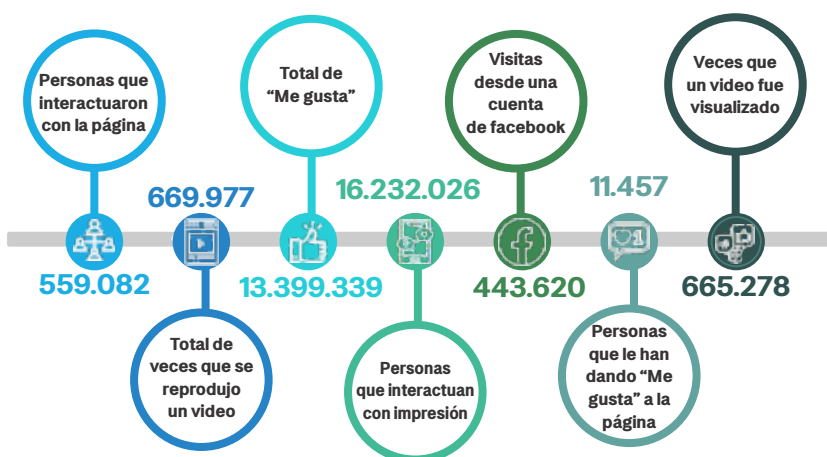 Personas que
interactuaron
con la página
559.082
669.977
Total de
veces que se
reprodujo
un video
Total de
“Me gusta”
13.399.339
16.232.026
Personas
que interactuan
con impresión
Visitas
desde una
cuenta
de facebook
443.620
11.457
Personas
que le han
dando “Me
gusta” a la
página
Veces que
un video fue
visualizado
665.278